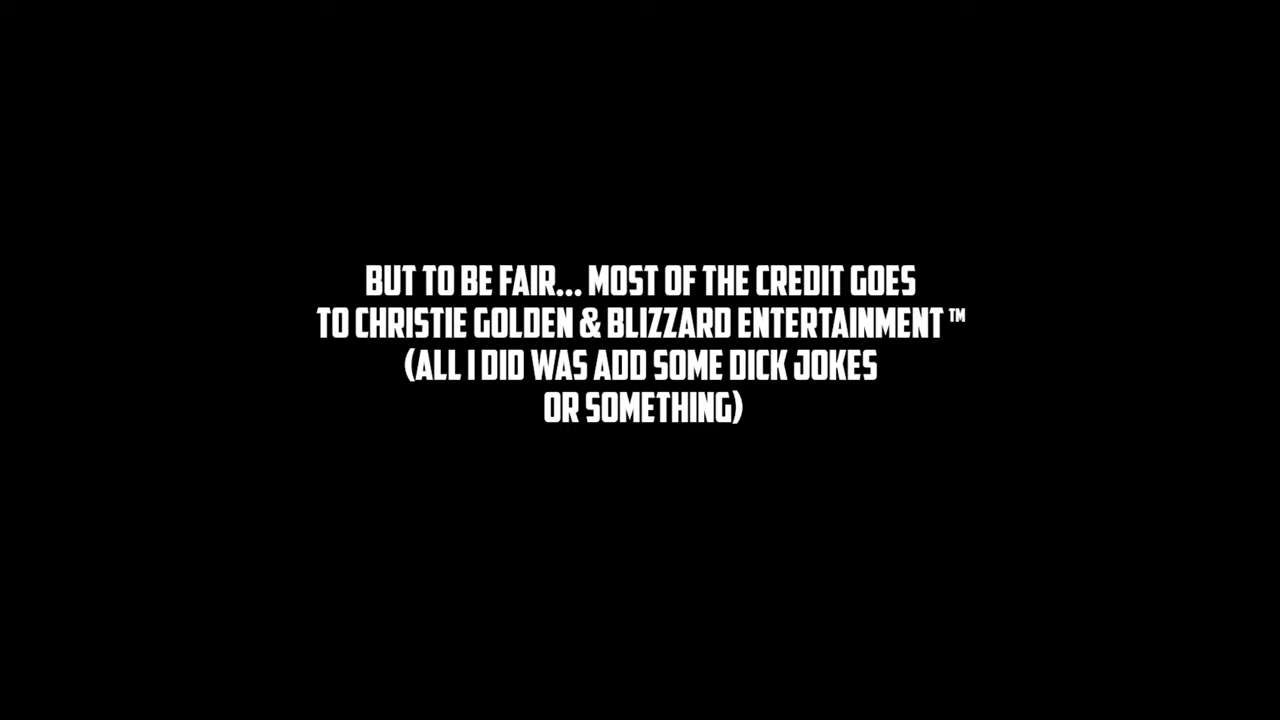 BUT TO BE FAIR... MOST OF THE CREDIT GOES
TO CHRISTIE GOLDEN & BLIZZARD ENTERTAINMENT ™
(ALL I DID WAS ADD SOME DICK JOKES
OR SOMETHING)